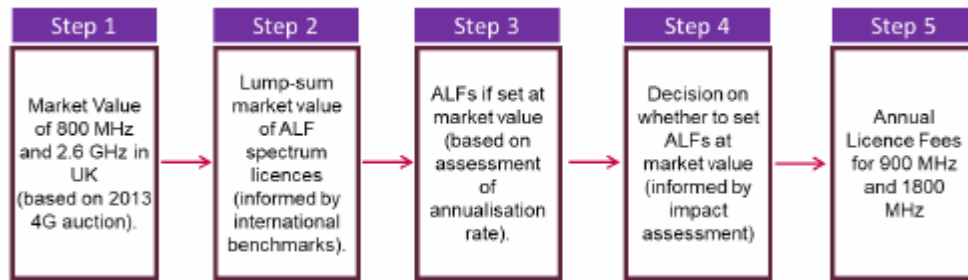 Step 1
Market Value
of 800 MHz
and 2.6 GHz in
UK
(based on 2013
4G auction).
Step 2
Lump-sum
market value
of ALF
spectrum
licences
(informed by
international
benchmarks).
Step 3
ALFs if set at
market value
(based on
assessment
of
annualisation
rate).
Step 4
Decision on
whether to set
ALFs at
market value
(informed by
impact
assessment)
Step 5
Annual
Licence Fees
for 900 MHz
and 1800
MHz